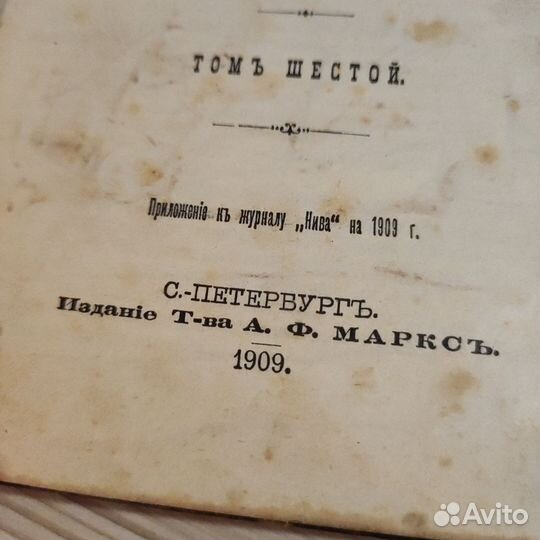 ТОМЪ ШЕСТОЙ.
Приложеніе къ журналу „Нива“ на 1909 г.
С.-ПЕТЕРБУРГЪ.
Изданіе Т-ва А. Ф. МАРКСЪ.
1909.
Avito